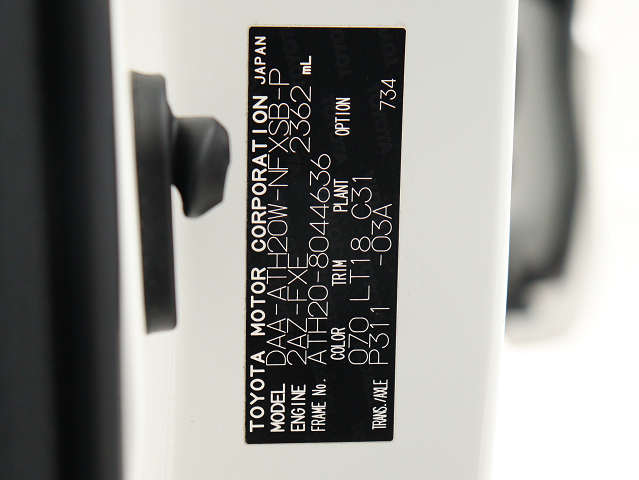 TOYOTA MOTOR CORPORATION JAPAN
MODEL DAA-ATH20W-NFXSB-P
ENGINE 2AZ-FXE 2362 mL
FRAME No. ATH20-8044636
COLOR TRIM PLANT OPTION
070 LT18 C31
TRANS./AXLE P311 -03A 734